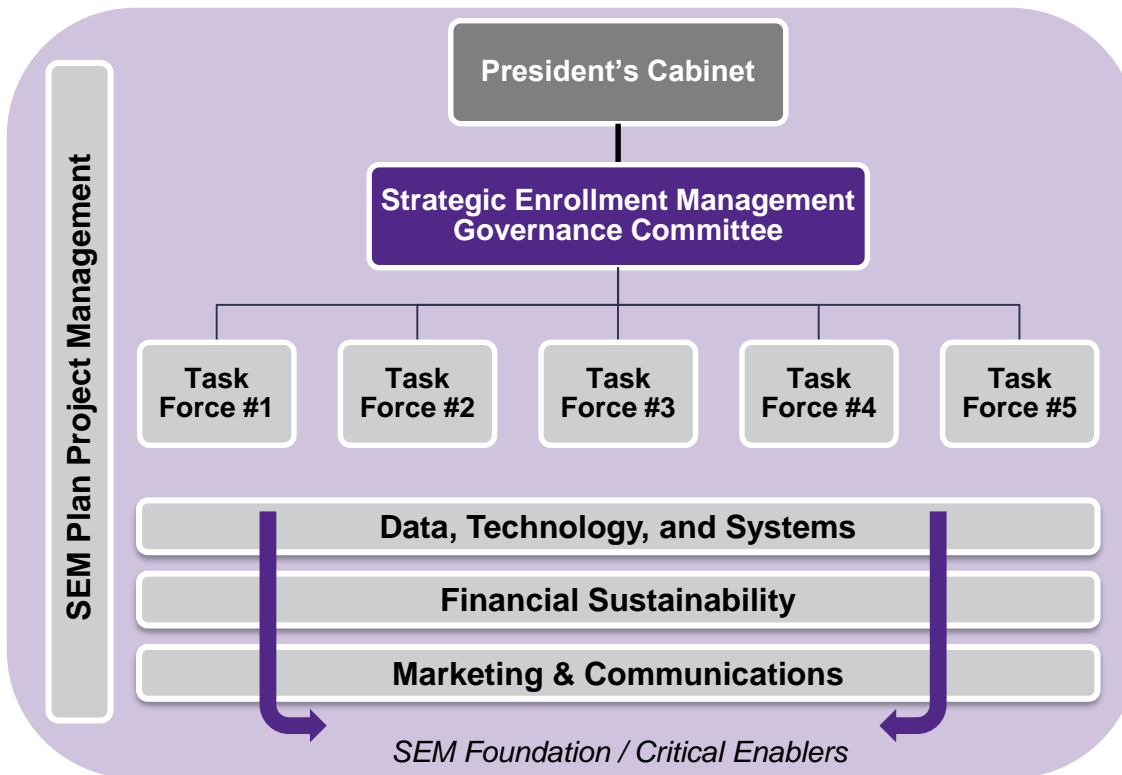 President’s Cabinet
SEM Plan Project Management
Strategic Enrollment Management
Governance Committee
Task
Force #1
Task
Force #2
Task
Force #3
Task
Force #4
Task
Force #5
Data, Technology, and Systems
Financial Sustainability
Marketing & Communications
SEM Foundation / Critical Enablers